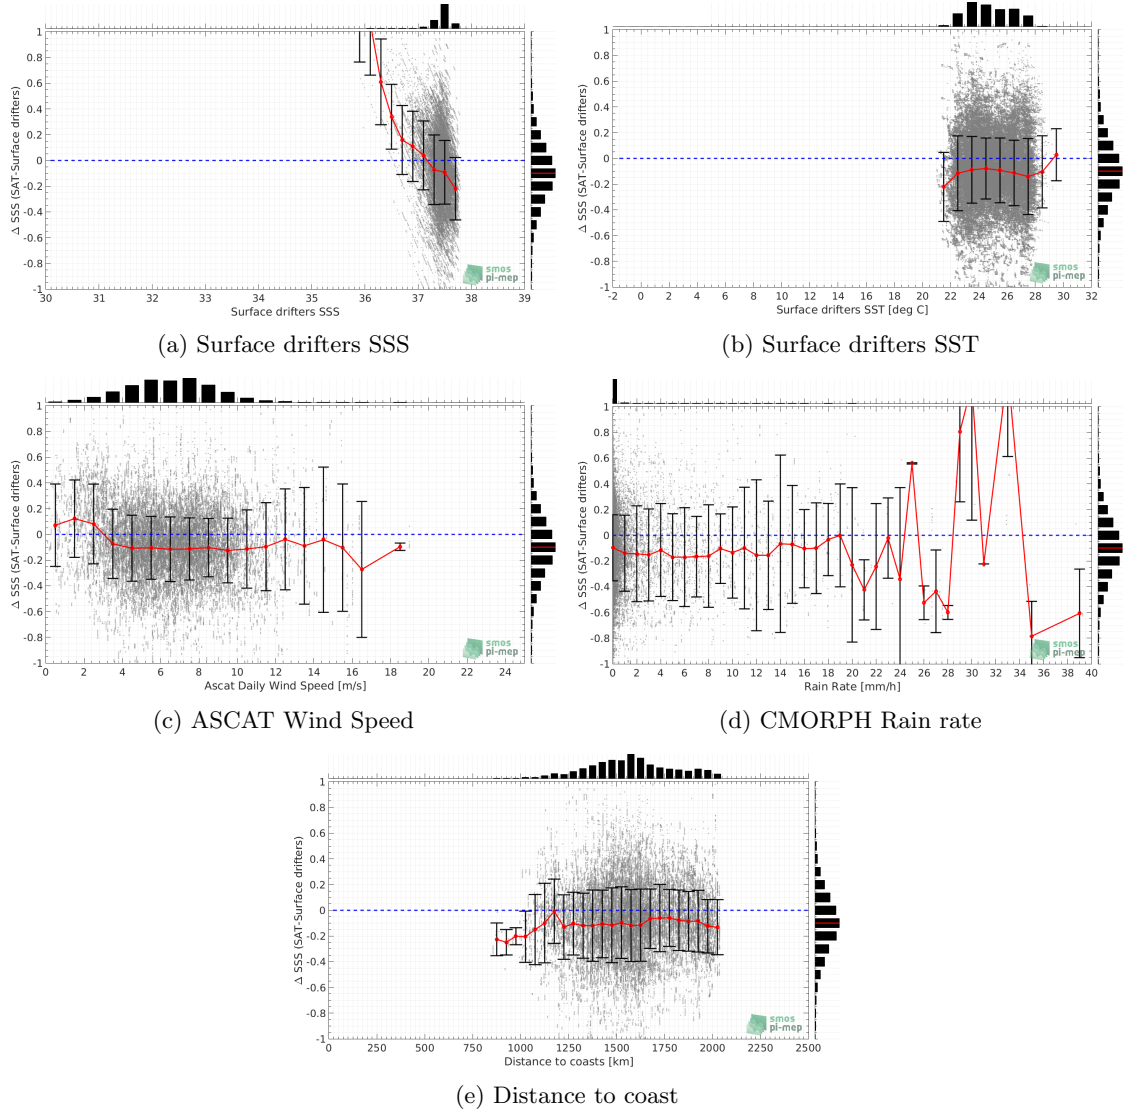 1
0.8
0.6
0.4
0.2
0
-0.2
-0.4
-0.6
-0.8
-1
Δ SSS (SAT-Surface drifters)
smos
pi-mep
30 31 32 33 34 35 36 37 38 39
Surface drifters SSS
(a) Surface drifters SSS
1
0.8
0.6
0.4
0.2
0
-0.2
-0.4
-0.6
-0.8
-1
Δ SSS (SAT-Surface drifters)
smos
pi-mep
-2 0 2 4 6 8 10 12 14 16 18 20 22 24 26 28 30 32
Surface drifters SST [deg C]
(b) Surface drifters SST
1
0.8
0.6
0.4
0.2
0
-0.2
-0.4
-0.6
-0.8
-1
Δ SSS (SAT-Surface drifters)
smos
pi-mep
0 2 4 6 8 10 12 14 16 18 20 22 24
Ascat Daily Wind Speed [m/s]
(c) ASCAT Wind Speed
1
0.8
0.6
0.4
0.2
0
-0.2
-0.4
-0.6
-0.8
-1
Δ SSS (SAT-Surface drifters)
smos
pi-mep
0 2 4 6 8 10 12 14 16 18 20 22 24 26 28 30 32 34 36 38 40
Rain Rate [mm/h]
(d) CMORPH Rain rate
1
0.8
0.6
0.4
0.2
0
-0.2
-0.4
-0.6
-0.8
-1
Δ SSS (SAT-Surface drifters)
smos
pi-mep
0 250 500 750 1000 1250 1500 1750 2000 2250 2500
Distance to coasts [km]
(e) Distance to coast